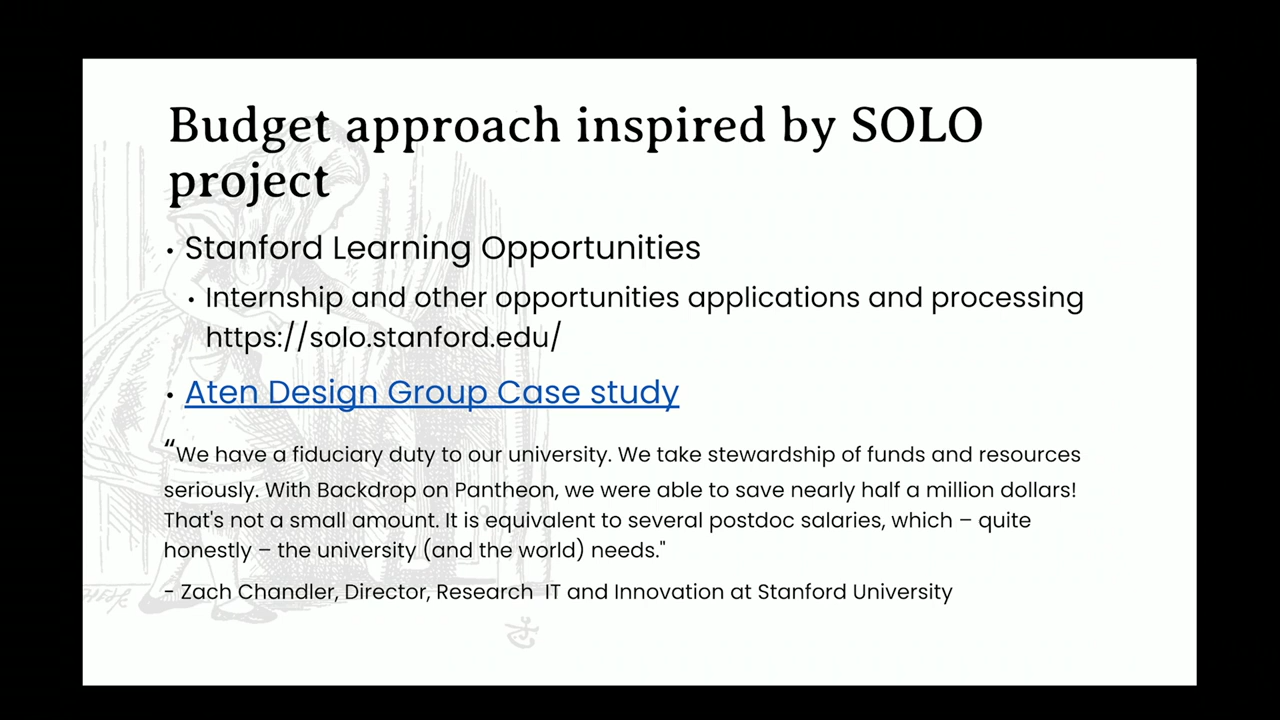 Budget approach inspired by SOLO
project
• Stanford Learning Opportunities
• Internship and other opportunities applications and processing
https://solo.stanford.edu/
• Aten Design Group Case study
“We have a fiduciary duty to our university. We take stewardship of funds and resources
seriously. With Backdrop on Pantheon, we were able to save nearly half a million dollars!
That's not a small amount. It is equivalent to several postdoc salaries, which – quite
honestly – the university (and the world) needs."
- Zach Chandler, Director, Research  IT and Innovation at Stanford University